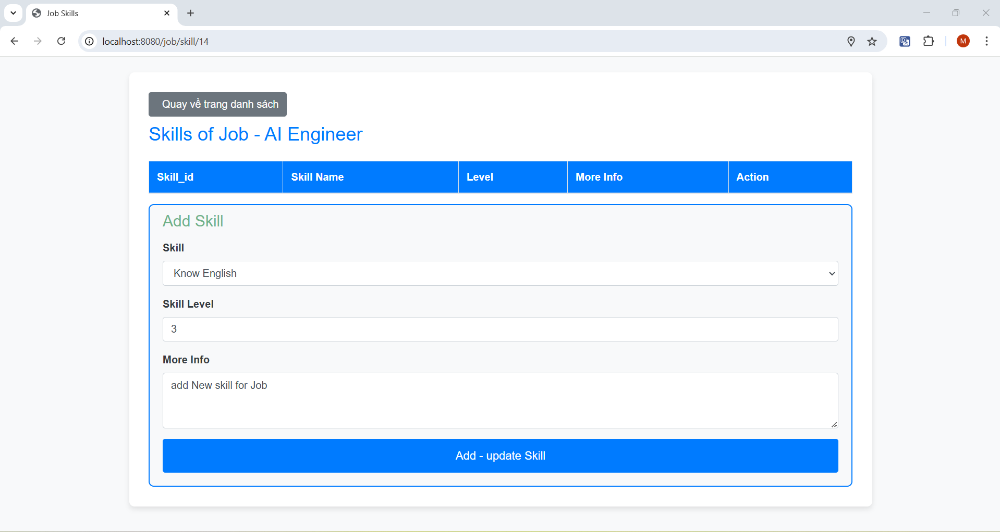 Job Skills
localhost:8080/job/skill/14
M
Quay về trang danh sách
Skills of Job - AI Engineer
Skill_id Skill Name Level More Info Action
Add Skill
Skill
Know English
Skill Level
3
More Info
add New skill for Job
Add - update Skill